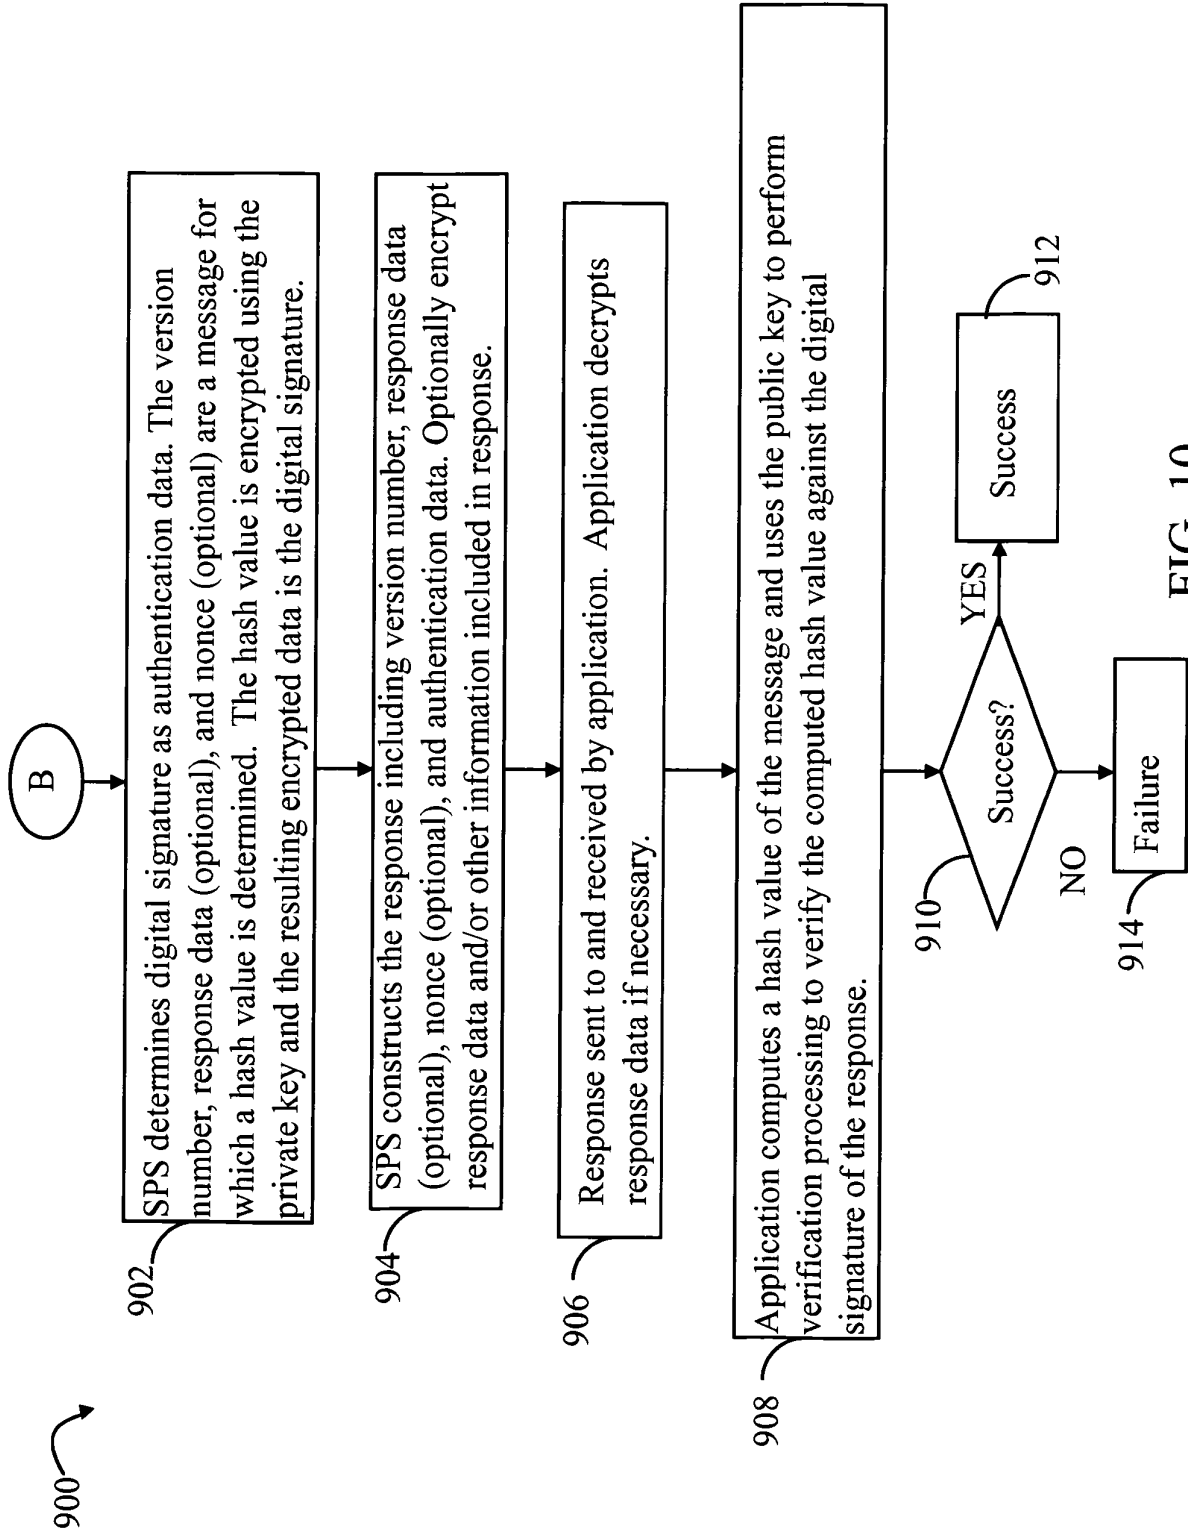 900
B
902
SPS determines digital signature as authentication data. The version
number, response data (optional), and nonce (optional) are a message for
which a hash value is determined. The hash value is encrypted using the
private key and the resulting encrypted data is the digital signature.
904
SPS constructs the response including version number, response data
(optional), nonce (optional), and authentication data. Optionally encrypt
response data and/or other information included in response.
906
Response sent to and received by application. Application decrypts
response data if necessary.
908
Application computes a hash value of the message and uses the public key to perform
verification processing to verify the computed hash value against the digital
signature of the response.
910
Success?
YES
Success
912
NO
914
Failure
FIG. 10